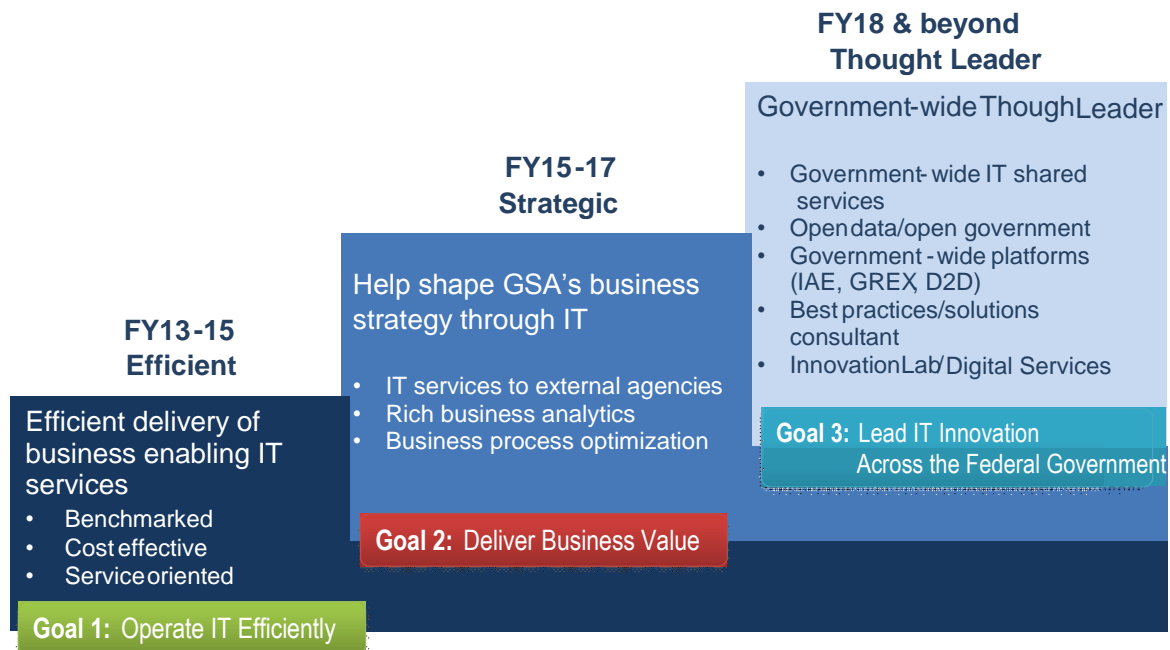 FY18 & beyond
Thought Leader
Government-wide ThoughLeader
• Government- wide IT shared
services
• Open data/open government
• Government - wide platforms
(IAE, GREX, D2D)
• Best practices/solutions
consultant
• InnovationLab/Digital Services
Goal 3: Lead IT Innovation
Across the Federal Government
FY15-17
Strategic
Help shape GSA's business
strategy through IT
• IT services to external agencies
• Rich business analytics
• Business process optimization
Goal 2: Deliver Business Value
FY13-15
Efficient
Efficient delivery of
business enabling IT
services
• Benchmarked
• Cost effective
• Service oriented
Goal 1: Operate IT Efficiently